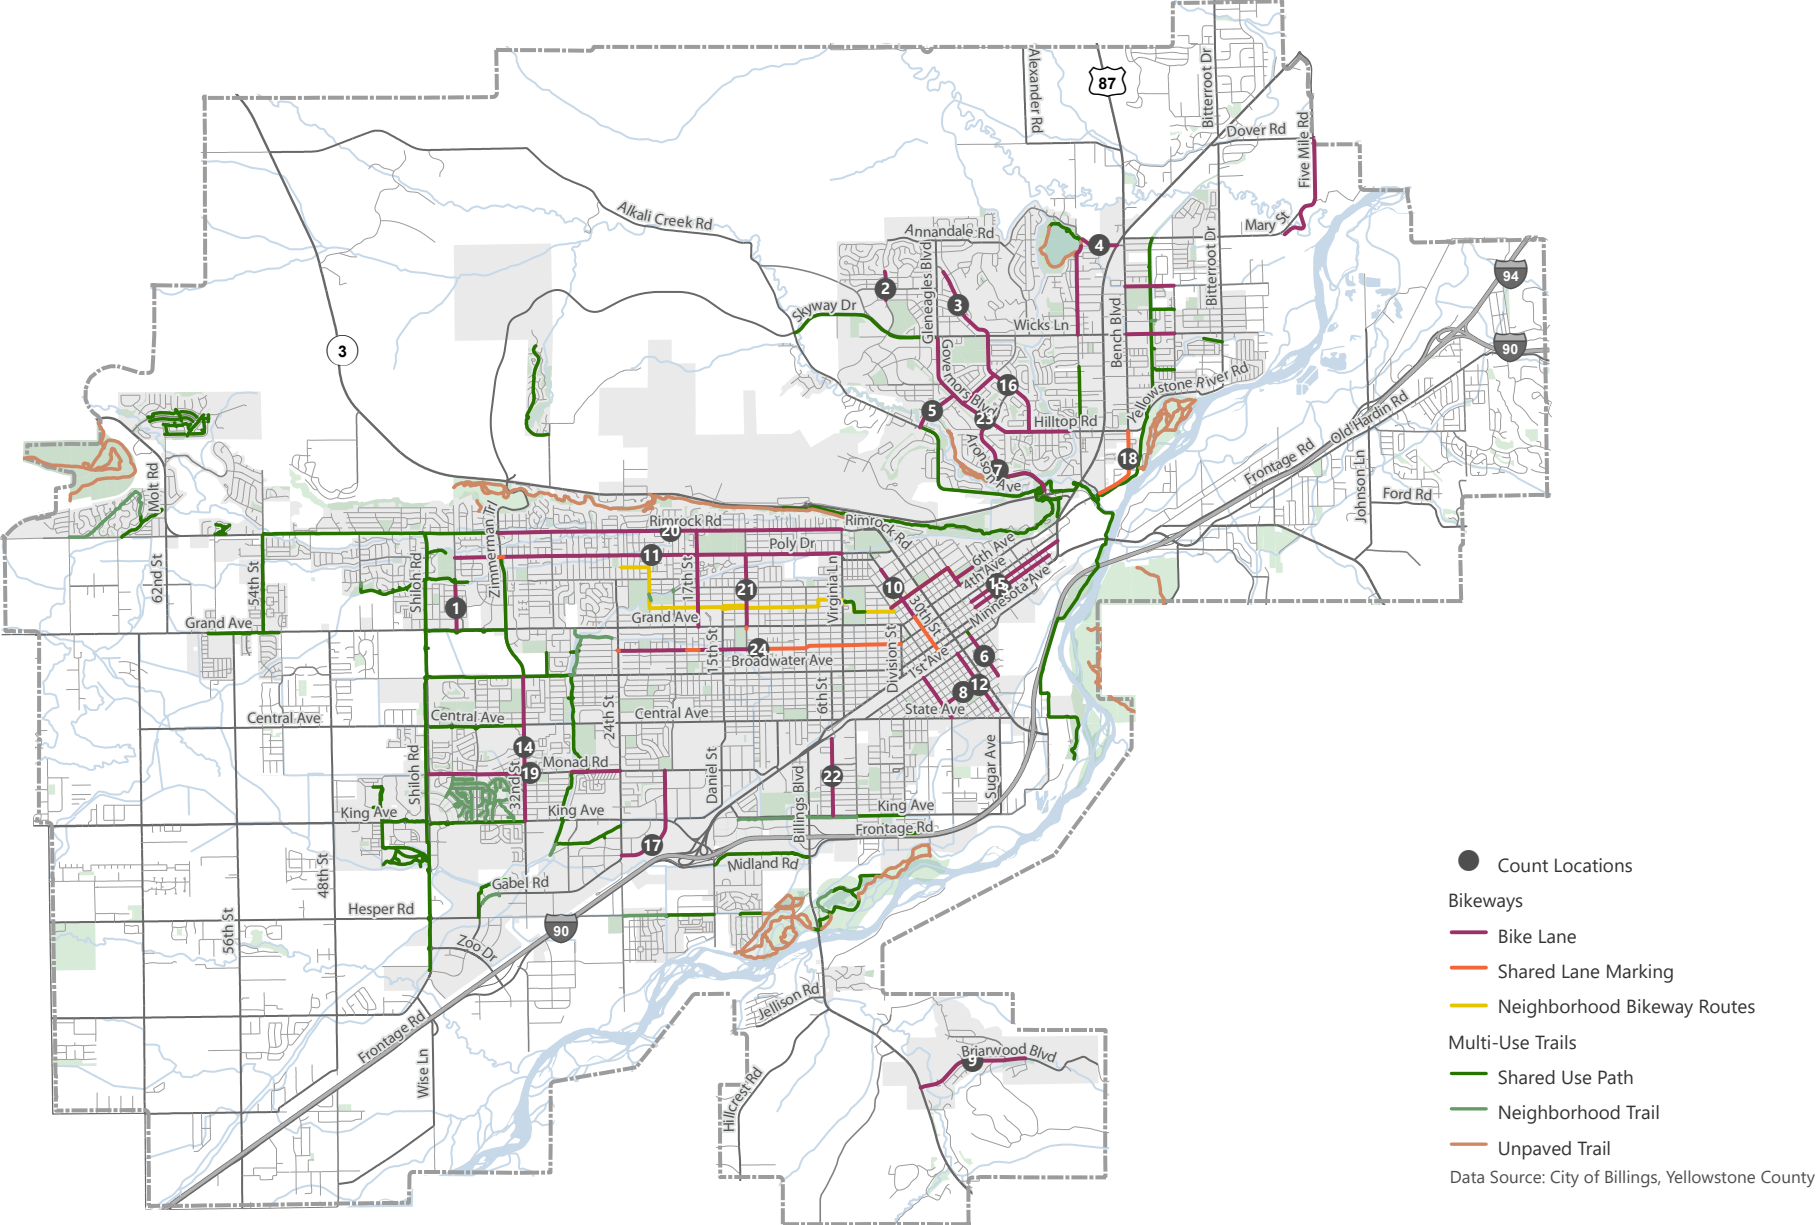 87
Alexander Rd
Bitterroot Dr
Dover Rd
Five Mile Rd
Alkali Creek Rd
Annandale Rd
Mary St
4
Bitterroot Dr
94
2
3
Gleneagles Blvd
Skyway Dr
Wicks Ln
Bench Blvd
90
3
Governors Blvd
16
Yellowstone River Rd
5
23
Hilltop Rd
Old Hardin Rd
Aronson Ave
7
18
Frontage Rd
Johnson Ln
Ford Rd
Molt Rd
Zimmerman Trl
Rimrock Rd
20
Rimrock Rd
Poly Dr
11
6th Ave
4th Ave
15
Minnesota Ave
62nd St
54th St
Shiloh Rd
17th St
21
Virginia Ln
10
30th St
1
Grand Ave
Grand Ave
24
Broadwater Ave
15th St
Division St
1st Ave
6
12
8
State Ave
Central Ave
Central Ave
24th St
Central Ave
6th St
14
19
Monad Rd
32nd St
Shiloh Rd
Daniel St
Billings Blvd
22
Sugar Ave
King Ave
King Ave
King Ave
Frontage Rd
17
Midland Rd
48th St
Gabel Rd
Hesper Rd
56th St
Zoo Dr
90
Jellison Rd
Frontage Rd
Wise Ln
Hillcrest Rd
Briarwood Blvd
9
Count Locations
Bikeways
Bike Lane
Shared Lane Marking
Neighborhood Bikeway Routes
Multi-Use Trails
Shared Use Path
Neighborhood Trail
Unpaved Trail
Data Source: City of Billings, Yellowstone County